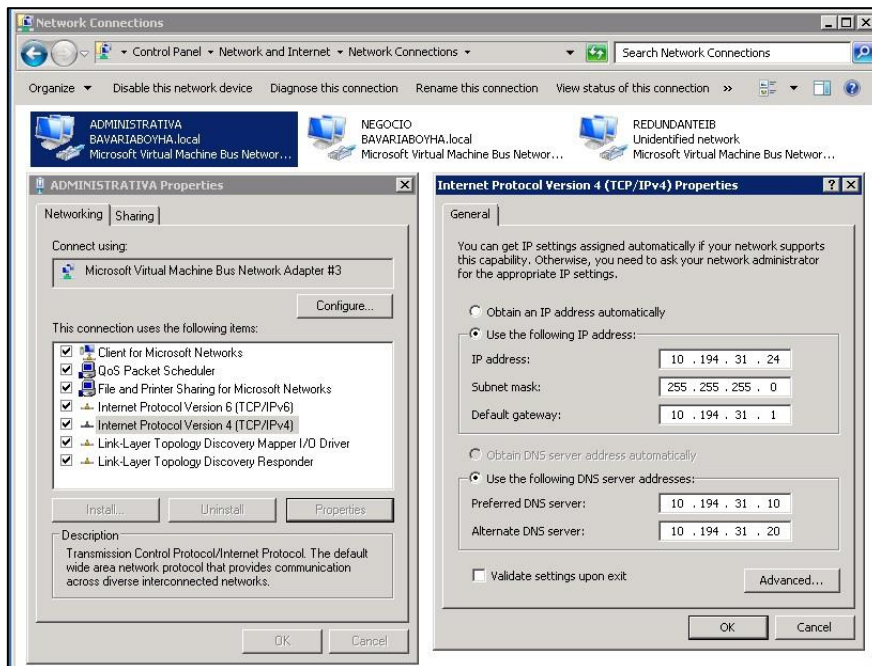 Network Connections
Control Panel Network and Internet Network Connections
Search Network Connections
Organize Disable this network device Diagnose this connection Rename this connection View status of this connection »
ADMINISTRATIVA
BAVARIABOYHA.local
Microsoft Virtual Machine Bus Networ...
NEGOCIO
BAVARIABOYHA.local
Microsoft Virtual Machine Bus Networ...
REDUNDANTEIB
Unidentified network
Microsoft Virtual Machine Bus Networ...
ADMINISTRATIVA Properties
Networking Sharing
Connect using:
Microsoft Virtual Machine Bus Network Adapter #3
Configure...
This connection uses the following items:
Client for Microsoft Networks
QoS Packet Scheduler
File and Printer Sharing for Microsoft Networks
Internet Protocol Version 6 (TCP/IPv6)
Internet Protocol Version 4 (TCP/IPv4)
Link-Layer Topology Discovery Mapper I/O Driver
Link-Layer Topology Discovery Responder
Install... Uninstall Properties
Description
Transmission Control Protocol/Internet Protocol. The default
wide area network protocol that provides communication
across diverse interconnected networks.
OK Cancel
Internet Protocol Version 4 (TCP/IPv4) Properties
General
You can get IP settings assigned automatically if your network supports
this capability. Otherwise, you need to ask your network administrator
for the appropriate IP settings.
Obtain an IP address automatically
Use the following IP address:
IP address: 10 . 194 . 31 . 24
Subnet mask: 255 . 255 . 255 . 0
Default gateway: 10 . 194 . 31 . 1
Obtain DNS server address automatically
Use the following DNS server addresses:
Preferred DNS server: 10 . 194 . 31 . 10
Alternate DNS server: 10 . 194 . 31 . 20
Validate settings upon exit
Advanced...
OK Cancel